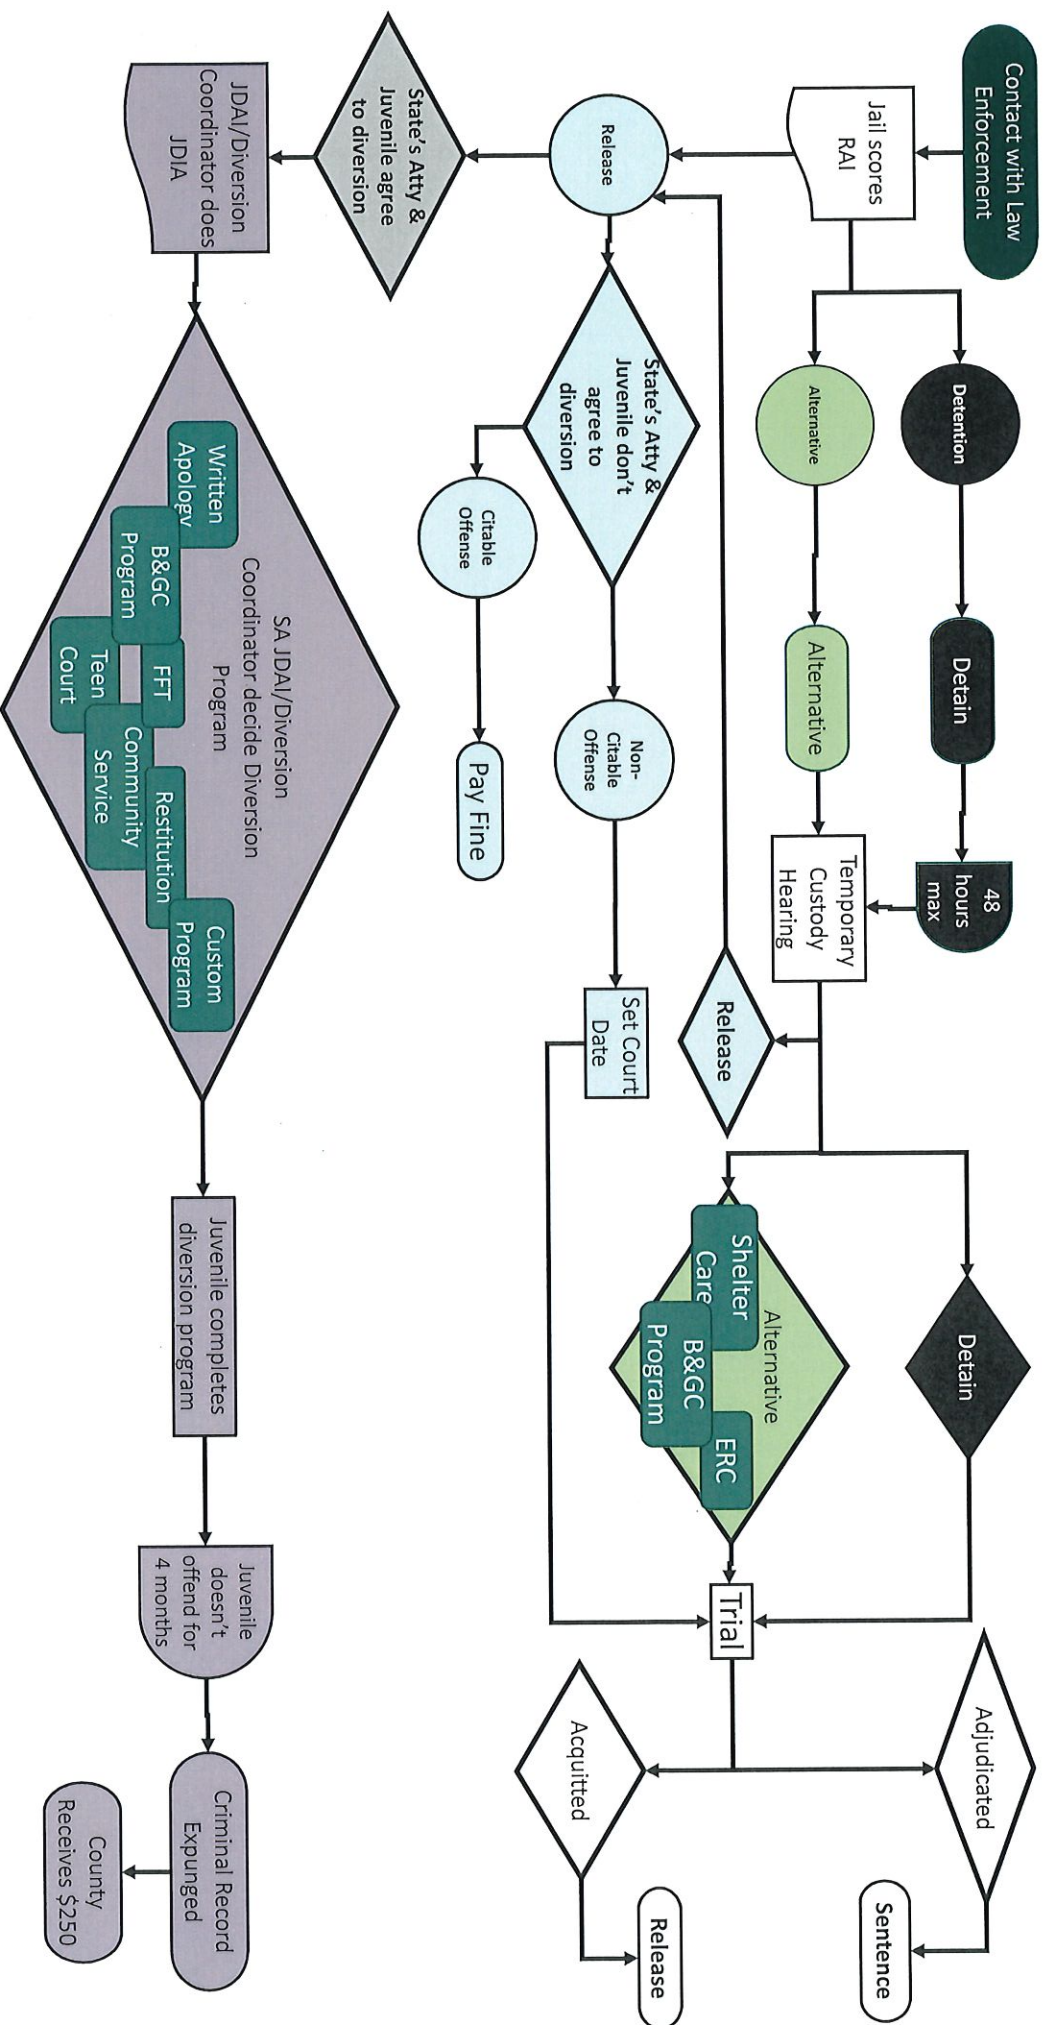 Contact with Law
Enforcement
Jail scores
RAI
Detention
Detain
48
hours
max
Alternative
Alternative
Temporary
Custody
Hearing
Release
Detain
Alternative
Shelter
Care
B&GC
Program
ERC
Trial
Adjudicated
Sentence
Acquitted
Release
Release
State's Atty &
Juvenile don't
agree to
diversion
Non-
Citable
Offense
Set Court
Date
Citable
Offense
Pay Fine
State's Atty &
Juvenile agree
to diversion
JDAI/Diversion
Coordinator does
JDIA
SA JDAI/Diversion
Coordinator decide Diversion
Program
Written
Apology
B&GC
Program
FFT
Teen
Court
Community
Service
Restitution
Custom
Program
Juvenile completes
diversion program
Juvenile
doesn't
offend for
4 months
Criminal Record
Expunged
County
Receives $250